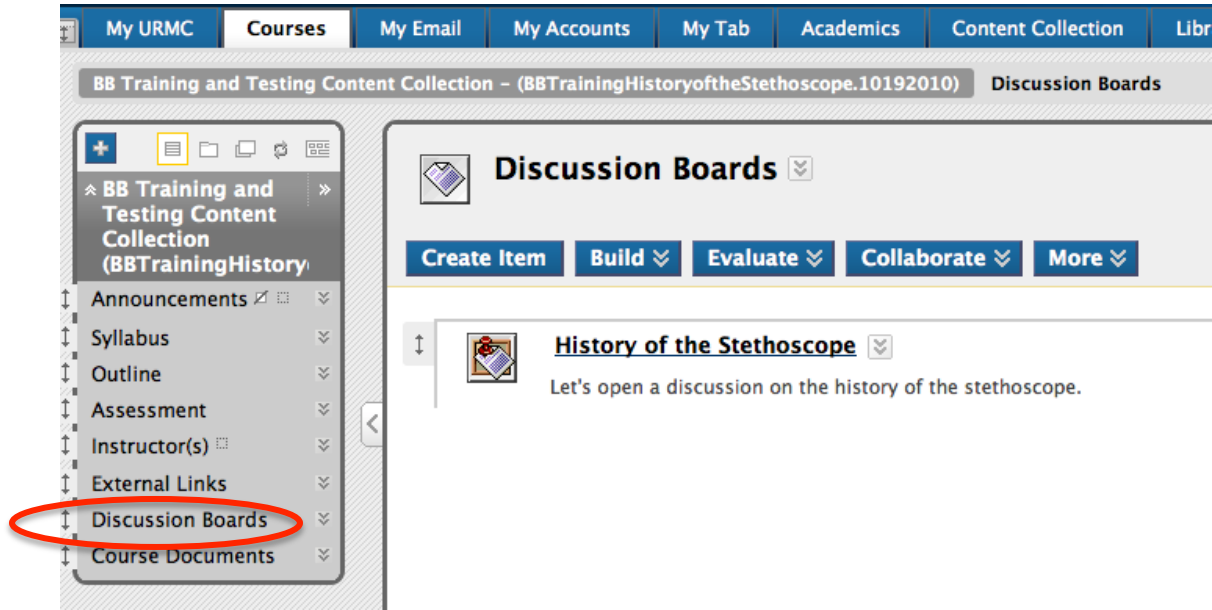 My URMC Courses My Email My Accounts My Tab Academics Content Collection Libr
BB Training and Testing Content Collection – (BBTrainingHistoryoftheStethoscope.10192010) Discussion Boards
BB Training and
Testing Content
Collection
(BBTrainingHistory
Announcements
Syllabus
Outline
Assessment
Instructor(s)
External Links
Discussion Boards
Course Documents
Discussion Boards
Create Item Build Evaluate Collaborate More
History of the Stethoscope
Let's open a discussion on the history of the stethoscope.